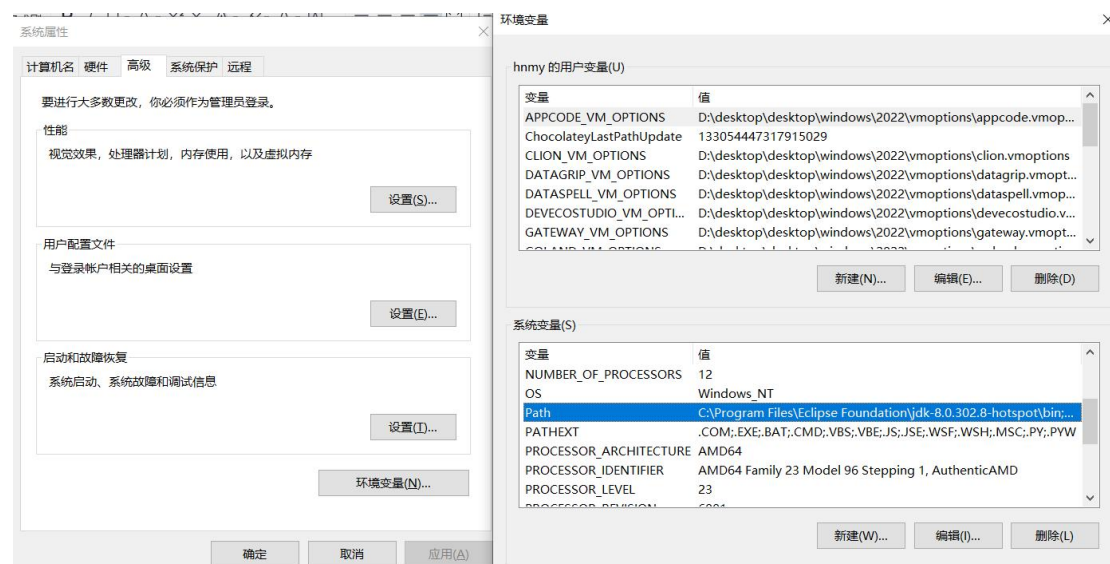 系统属性
计算机名 硬件 高级 系统保护 远程
要进行大多数更改，你必须作为管理员登录。
性能
视觉效果，处理器计划，内存使用，以及虚拟内存
设置(S)...
用户配置文件
与登录帐户相关的桌面设置
设置(E)...
启动和故障恢复
系统启动、系统故障和调试信息
设置(T)...
环境变量(N)...
确定 取消 应用(A)
环境变量
hnmy 的用户变量(U)
变量 值
APPCODE_VM_OPTIONS D:\desktop\desktop\windows\2022\vmoptions\appcode.vmop...
ChocolateyLastPathUpdate 133054447317915029
CLION_VM_OPTIONS D:\desktop\desktop\windows\2022\vmoptions\clion.vmoptions
DATAGRIP_VM_OPTIONS D:\desktop\desktop\windows\2022\vmoptions\datagrip.vmopt...
DATASPELL_VM_OPTIONS D:\desktop\desktop\windows\2022\vmoptions\dataspell.vmop...
DEVECOSTUDIO_VM_OPTI... D:\desktop\desktop\windows\2022\vmoptions\devecostudio.v...
GATEWAY_VM_OPTIONS D:\desktop\desktop\windows\2022\vmoptions\gateway.vmopt...
新建(N)... 编辑(E)... 删除(D)
系统变量(S)
变量 值
NUMBER_OF_PROCESSORS 12
OS Windows_NT
Path C:\Program Files\Eclipse Foundation\jdk-8.0.302.8-hotspot\bin;...
PATHEXT .COM;.EXE;.BAT;.CMD;.VBS;.VBE;.JS;.JSE;.WSF;.WSH;.MSC;.PY;.PYW
PROCESSOR_ARCHITECTURE AMD64
PROCESSOR_IDENTIFIER AMD64 Family 23 Model 96 Stepping 1, AuthenticAMD
PROCESSOR_LEVEL 23
新建(W)... 编辑(I)... 删除(L)